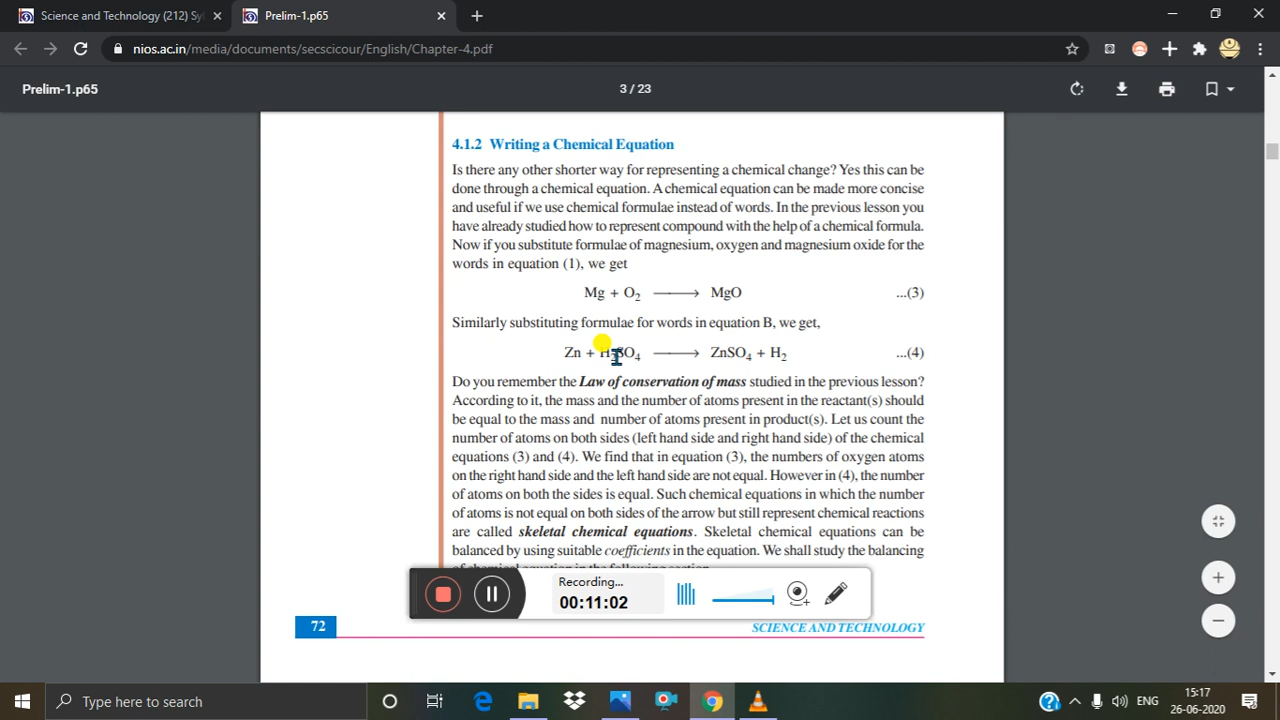 Science and Technology (212) Syl
Prelim-1.p65
nios.ac.in/media/documents/secscicour/English/Chapter-4.pdf
Prelim-1.p65
3 / 23
4.1.2 Writing a Chemical Equation
Is there any other shorter way for representing a chemical change? Yes this can be
done through a chemical equation. A chemical equation can be made more concise
and useful if we use chemical formulae instead of words. In the previous lesson you
have already studied how to represent compound with the help of a chemical formula.
Now if you substitute formulae of magnesium, oxygen and magnesium oxide for the
words in equation (1), we get
Mg + O₂ ⟶ MgO ...(3)
Similarly substituting formulae for words in equation B, we get,
Zn + H₂SO₄ ⟶ ZnSO₄ + H₂ ...(4)
Do you remember the Law of conservation of mass studied in the previous lesson?
According to it, the mass and the number of atoms present in the reactant(s) should
be equal to the mass and number of atoms present in product(s). Let us count the
number of atoms on both sides (left hand side and right hand side) of the chemical
equations (3) and (4). We find that in equation (3), the numbers of oxygen atoms
on the right hand side and the left hand side are not equal. However in (4), the number
of atoms on both the sides is equal. Such chemical equations in which the number
of atoms is not equal on both sides of the arrow but still represent chemical reactions
are called skeletal chemical equations. Skeletal chemical equations can be
balanced by using suitable coefficients in the equation. We shall study the balancing
of chemical equation in the following section.
Recording...
00:11:02
72
SCIENCE AND TECHNOLOGY
Type here to search
ENG
15:17
26-06-2020